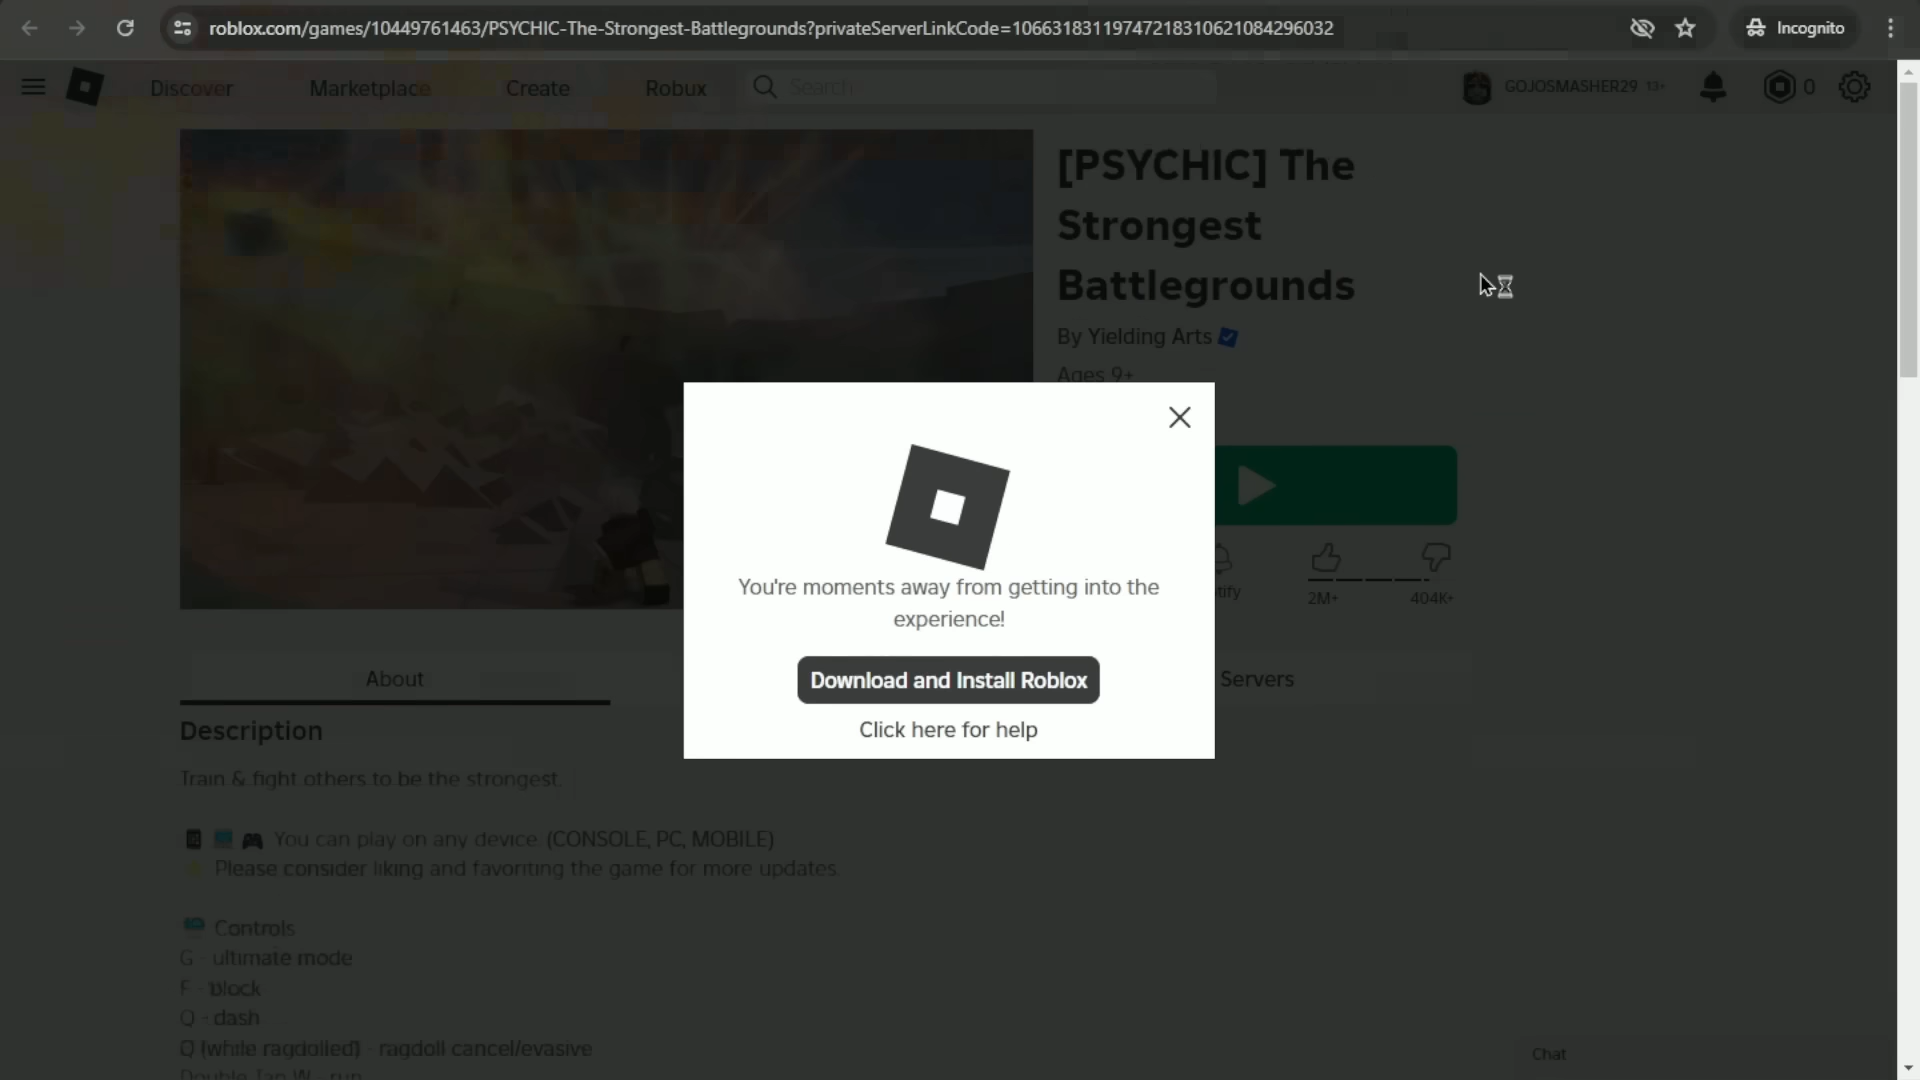 roblox.com/games/10449761463/PSYCHIC-The-Strongest-Battlegrounds?privateServerLinkCode=10663183119747218310621084296032
Incognito
Discover
Marketplace
Create
Robux
Search
GOJOSMASHER29 13+
0
[PSYCHIC] The
Strongest
Battlegrounds
By Yielding Arts
Ages 9+
You're moments away from getting into the
experience!
Download and Install Roblox
Click here for help
2M+
404K+
About
Servers
Description
Train & fight others to be the strongest.
You can play on any device. (CONSOLE, PC, MOBILE)
Please consider liking and favoriting the game for more updates.
Controls
G - ultimate mode
F - block
Q - dash
Q (while ragdolled) - ragdoll cancel/evasive
Double Tap W - run
Chat